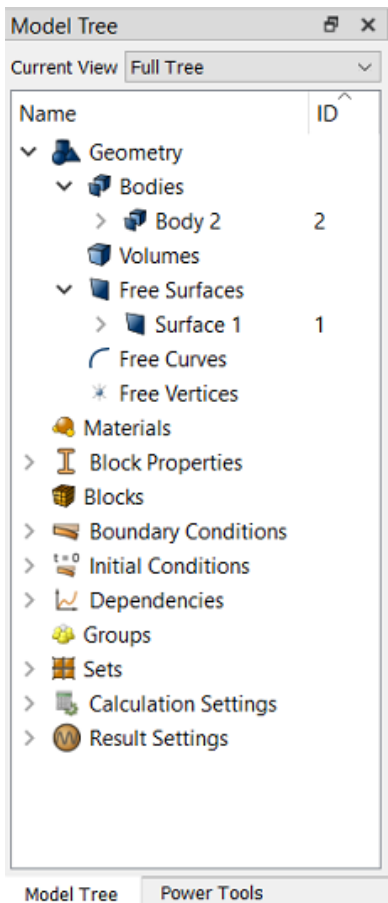 Model Tree
Current View Full Tree
Name ID
Geometry
Bodies
Body 2 2
Volumes
Free Surfaces
Surface 1 1
Free Curves
Free Vertices
Materials
Block Properties
Blocks
Boundary Conditions
t=0 Initial Conditions
Dependencies
Groups
Sets
Calculation Settings
Result Settings
Model Tree Power Tools